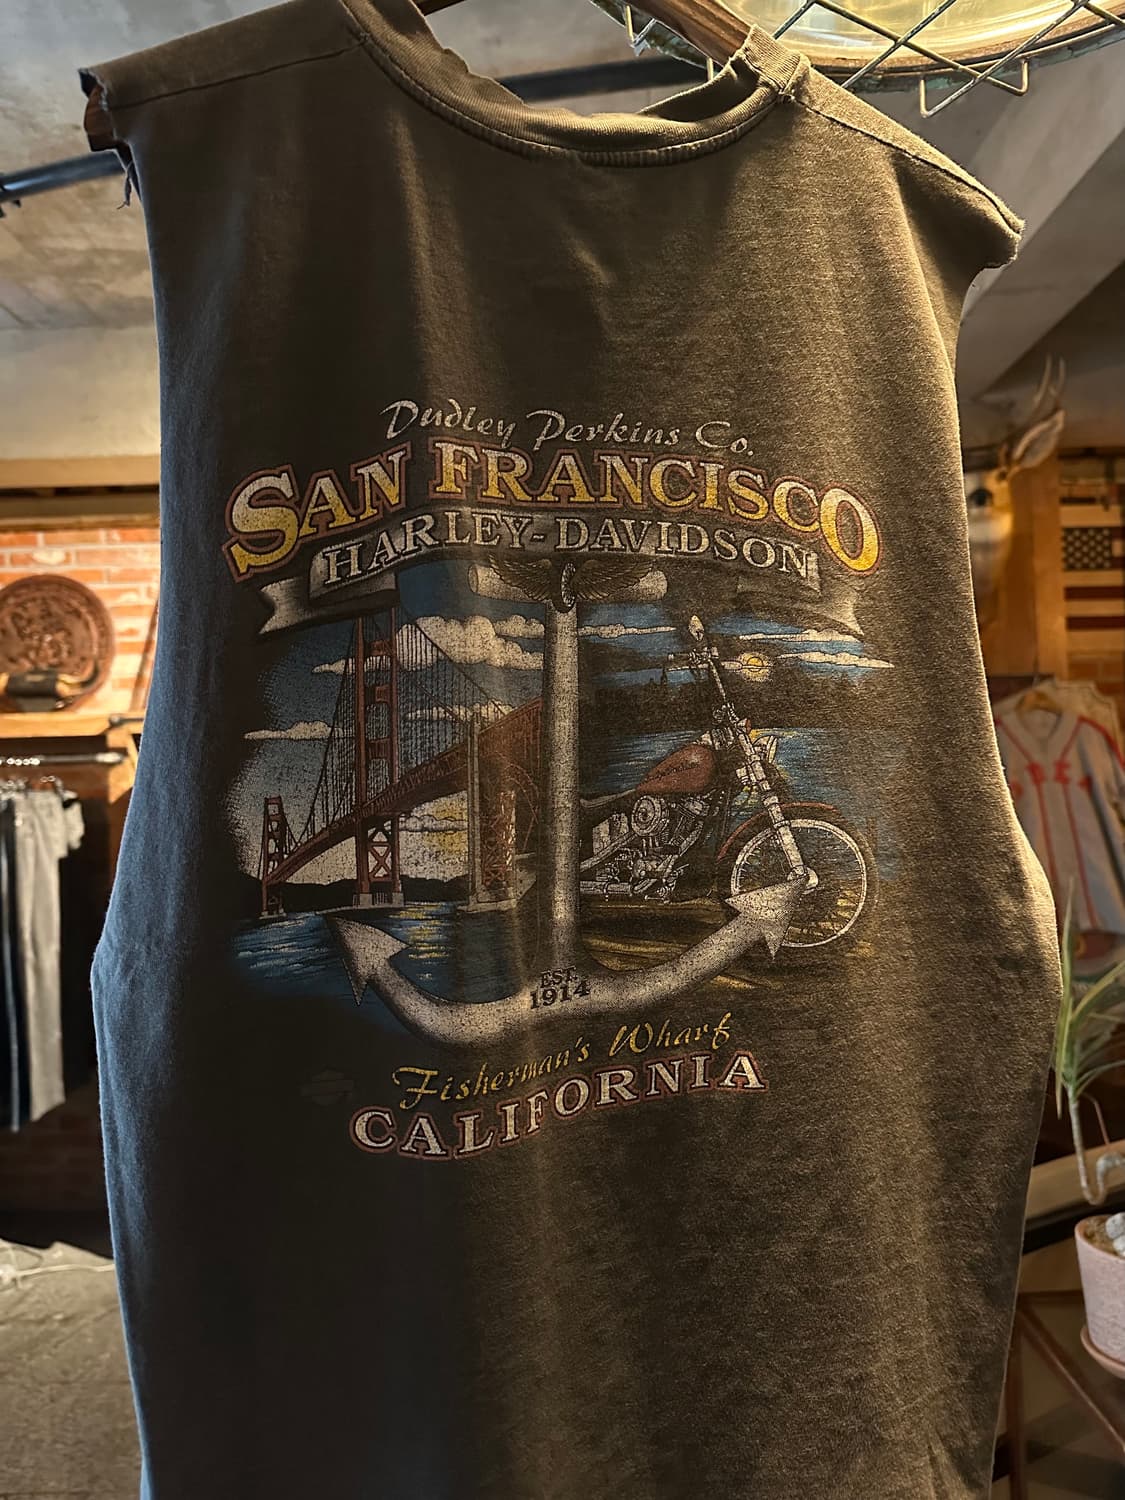 Dudley Perkins Co.
SAN FRANCISCO
HARLEY-DAVIDSON
EST.
1914
Fisherman's Wharf
CALIFORNIA